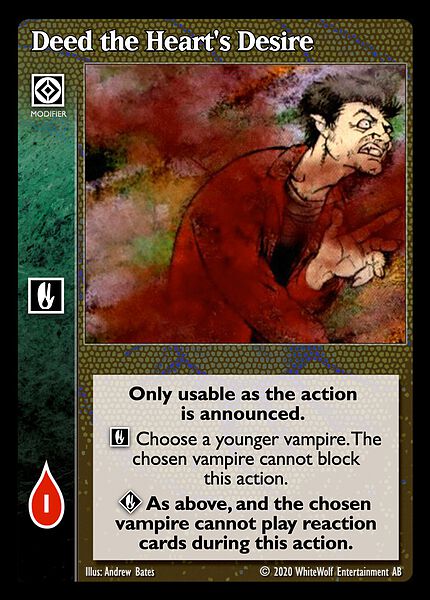 Deed the Heart's Desire
MODIFIER
Only usable as the action
is announced.
Choose a younger vampire. The
chosen vampire cannot block
this action.
As above, and the chosen
vampire cannot play reaction
cards during this action.
1
Illus: Andrew Bates
© 2020 WhiteWolf Entertainment AB